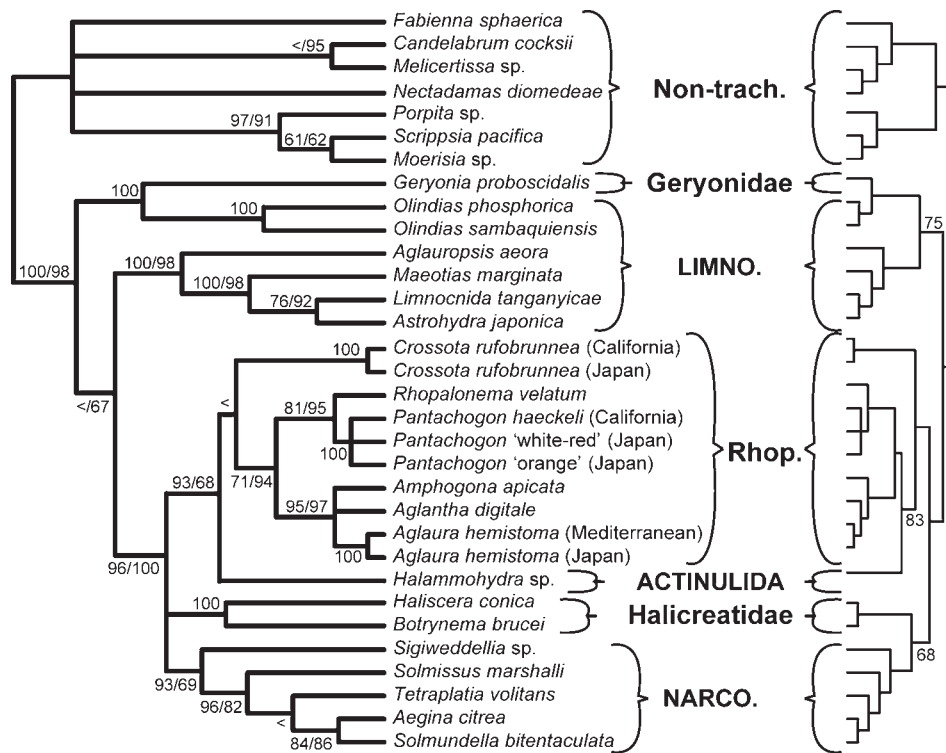 Fabienna sphaerica
</95
Candelabrum cocksii
Melicertissa sp.
Non-trach.
Nectadamas diomedeae
97/91
Porpita sp.
61/62
Scrippsia pacifica
Moerisia sp.
Geryonia proboscidalis
Geryonidae
100
Olindias phosphorica
100
Olindias sambaquiensis
75
100/98
100/98
Aglauropsis aeora
LIMNO.
100/98
Maeotias marginata
76/92
Limnocnida tanganyicae
Astrohydra japonica
100
Crossota rufobrunnea (California)
Crossota rufobrunnea (Japan)
</67
<
81/95
Rhopalonema velatum
Pantachogon haeckeli (California)
Pantachogon ‘white-red’ (Japan)
Rhop.
100
Pantachogon ‘orange’ (Japan)
93/68
71/94
Amphogona apicata
95/97
Aglantha digitale
83
Aglaura hemistoma (Mediterranean)
100
Aglaura hemistoma (Japan)
96/100
Halammohydra sp.
ACTINULIDA
100
Haliscera conica
Halicreatidae
Botrynema brucei
Sigiweddellia sp.
68
93/69
Solmissus marshalli
96/82
Tetraplatia volitans
NARCO.
<
Aegina citrea
84/86
Solmundella bitentaculata